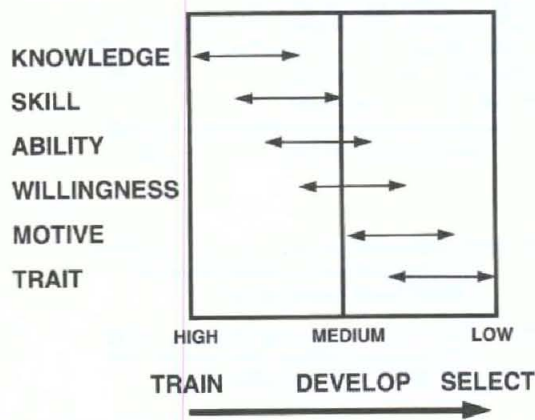 KNOWLEDGE
SKILL
ABILITY
WILLINGNESS
MOTIVE
TRAIT
HIGH MEDIUM LOW
TRAIN DEVELOP SELECT